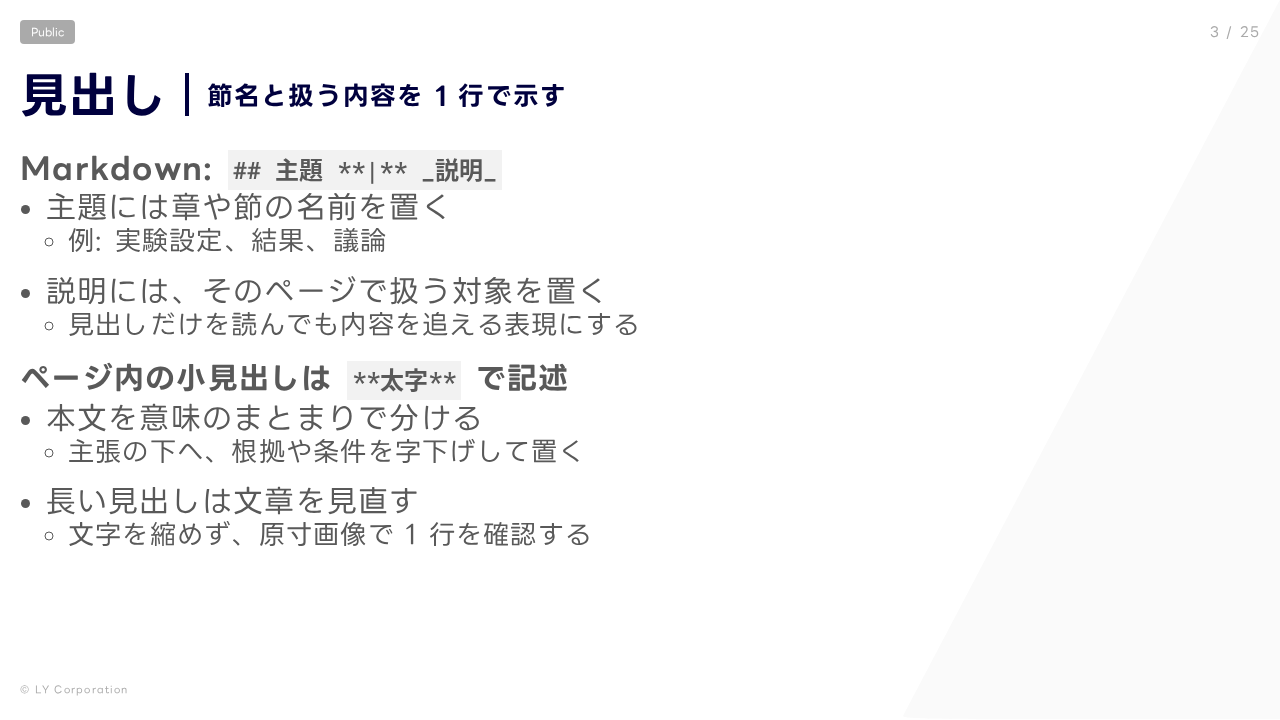 Public
3 / 25
見出し | 節名と扱う内容を 1 行で示す
Markdown: ## 主題 **|** _説明_
• 主題には章や節の名前を置く
◦ 例: 実験設定、結果、議論
• 説明には、そのページで扱う対象を置く
◦ 見出しだけを読んでも内容を追える表現にする
ページ内の小見出しは **太字** で記述
• 本文を意味のまとまりで分ける
◦ 主張の下へ、根拠や条件を字下げして置く
• 長い見出しは文章を見直す
◦ 文字を縮めず、原寸画像で 1 行を確認する
© LY Corporation